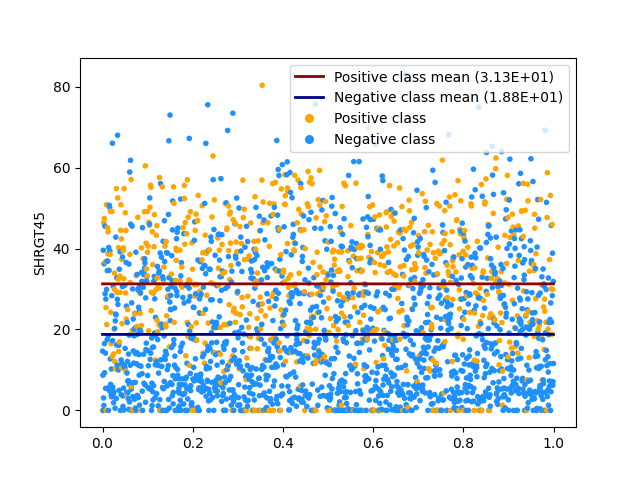 Positive class mean (3.13E+01)
Negative class mean (1.88E+01)
Positive class
Negative class
SHRGT45
80
60
40
20
0
0.0 0.2 0.4 0.6 0.8 1.0